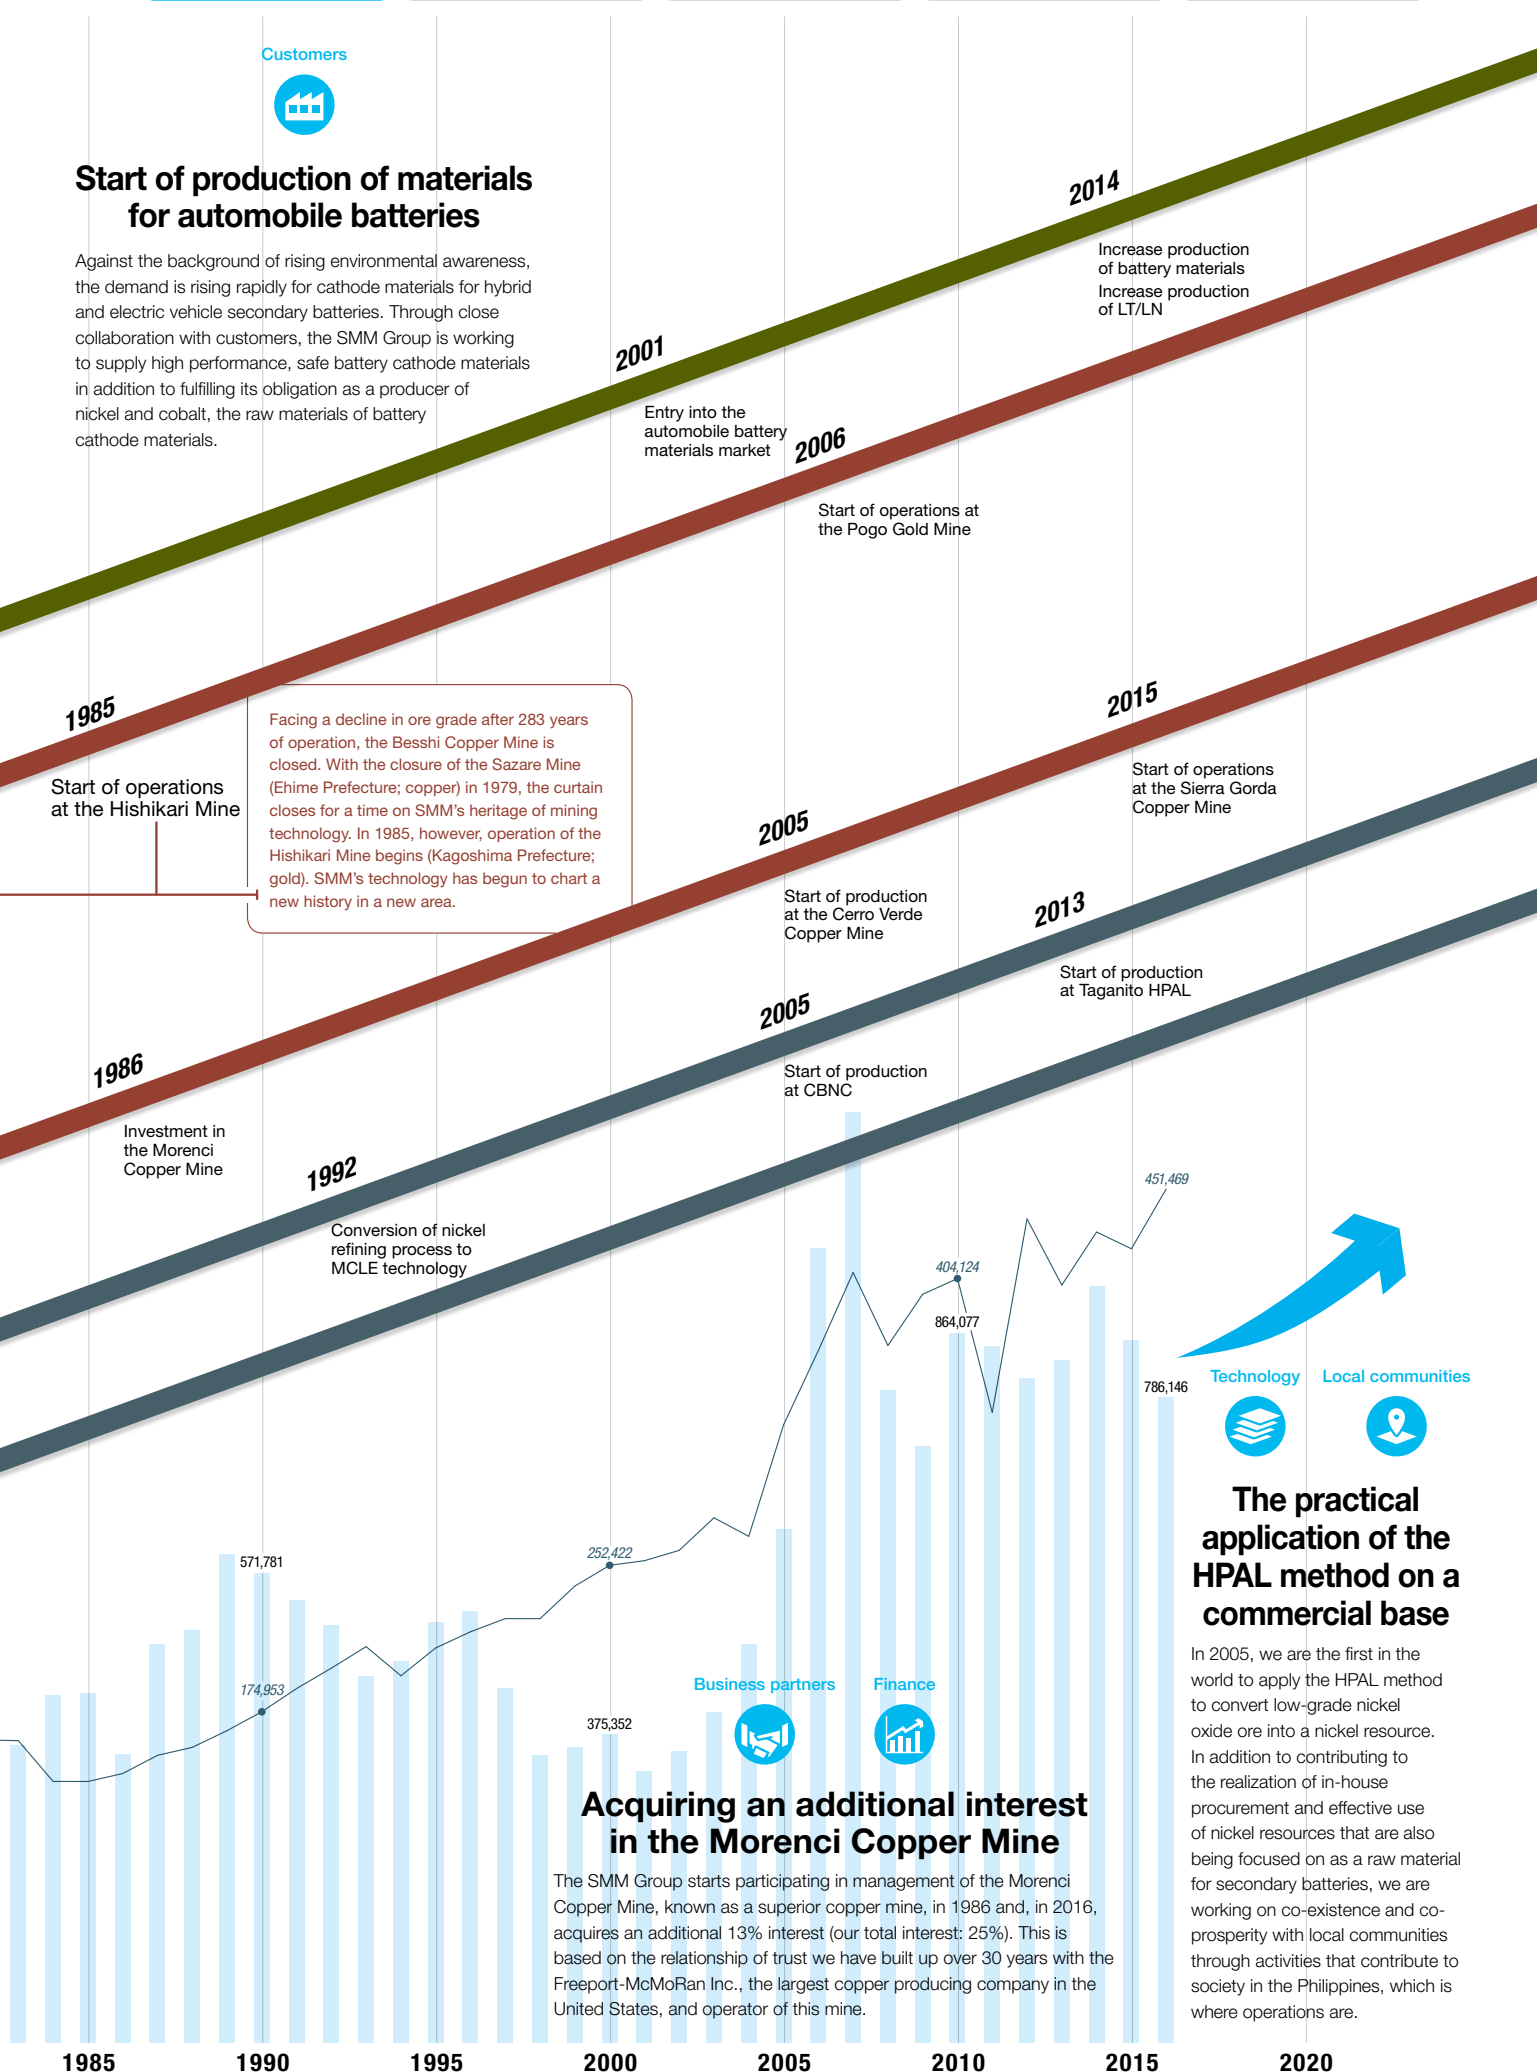 Customers
Start of production of materials
for automobile batteries
Against the background of rising environmental awareness,
the demand is rising rapidly for cathode materials for hybrid
and electric vehicle secondary batteries. Through close
collaboration with customers, the SMM Group is working
to supply high performance, safe battery cathode materials
in addition to fulfilling its obligation as a producer of
nickel and cobalt, the raw materials of battery
cathode materials.
2014
Increase production
of battery materials
Increase production
of LT/LN
2001
Entry into the
automobile battery
materials market
2006
Start of operations at
the Pogo Gold Mine
1985
Start of operations
at the Hishikari Mine
Facing a decline in ore grade after 283 years
of operation, the Besshi Copper Mine is
closed. With the closure of the Sazare Mine
(Ehime Prefecture; copper) in 1979, the curtain
closes for a time on SMM's heritage of mining
technology. In 1985, however, operation of the
Hishikari Mine begins (Kagoshima Prefecture;
gold). SMM's technology has begun to chart a
new history in a new area.
2015
Start of operations
at the Sierra Gorda
Copper Mine
2005
Start of production
at the Cerro Verde
Copper Mine
2013
Start of production
at Taganito HPAL
2005
Start of production
at CBNC
1986
Investment in
the Morenci
Copper Mine
1992
Conversion of nickel
refining process to
MCLE technology
451,469
404,124
864,077
786,146
571,781
174,953
252,422
375,352
Technology
Local communities
The practical
application of the
HPAL method on a
commercial base
In 2005, we are the first in the
world to apply the HPAL method
to convert low-grade nickel
oxide ore into a nickel resource.
In addition to contributing to
the realization of in-house
procurement and effective use
of nickel resources that are also
being focused on as a raw material
for secondary batteries, we are
working on co-existence and co-
prosperity with local communities
through activities that contribute to
society in the Philippines, which is
where operations are.
Business partners
Finance
Acquiring an additional interest
in the Morenci Copper Mine
The SMM Group starts participating in management of the Morenci
Copper Mine, known as a superior copper mine, in 1986 and, in 2016,
acquires an additional 13% interest (our total interest: 25%). This is
based on the relationship of trust we have built up over 30 years with the
Freeport-McMoRan Inc., the largest copper producing company in the
United States, and operator of this mine.
1985 1990 1995 2000 2005 2010 2015 2020